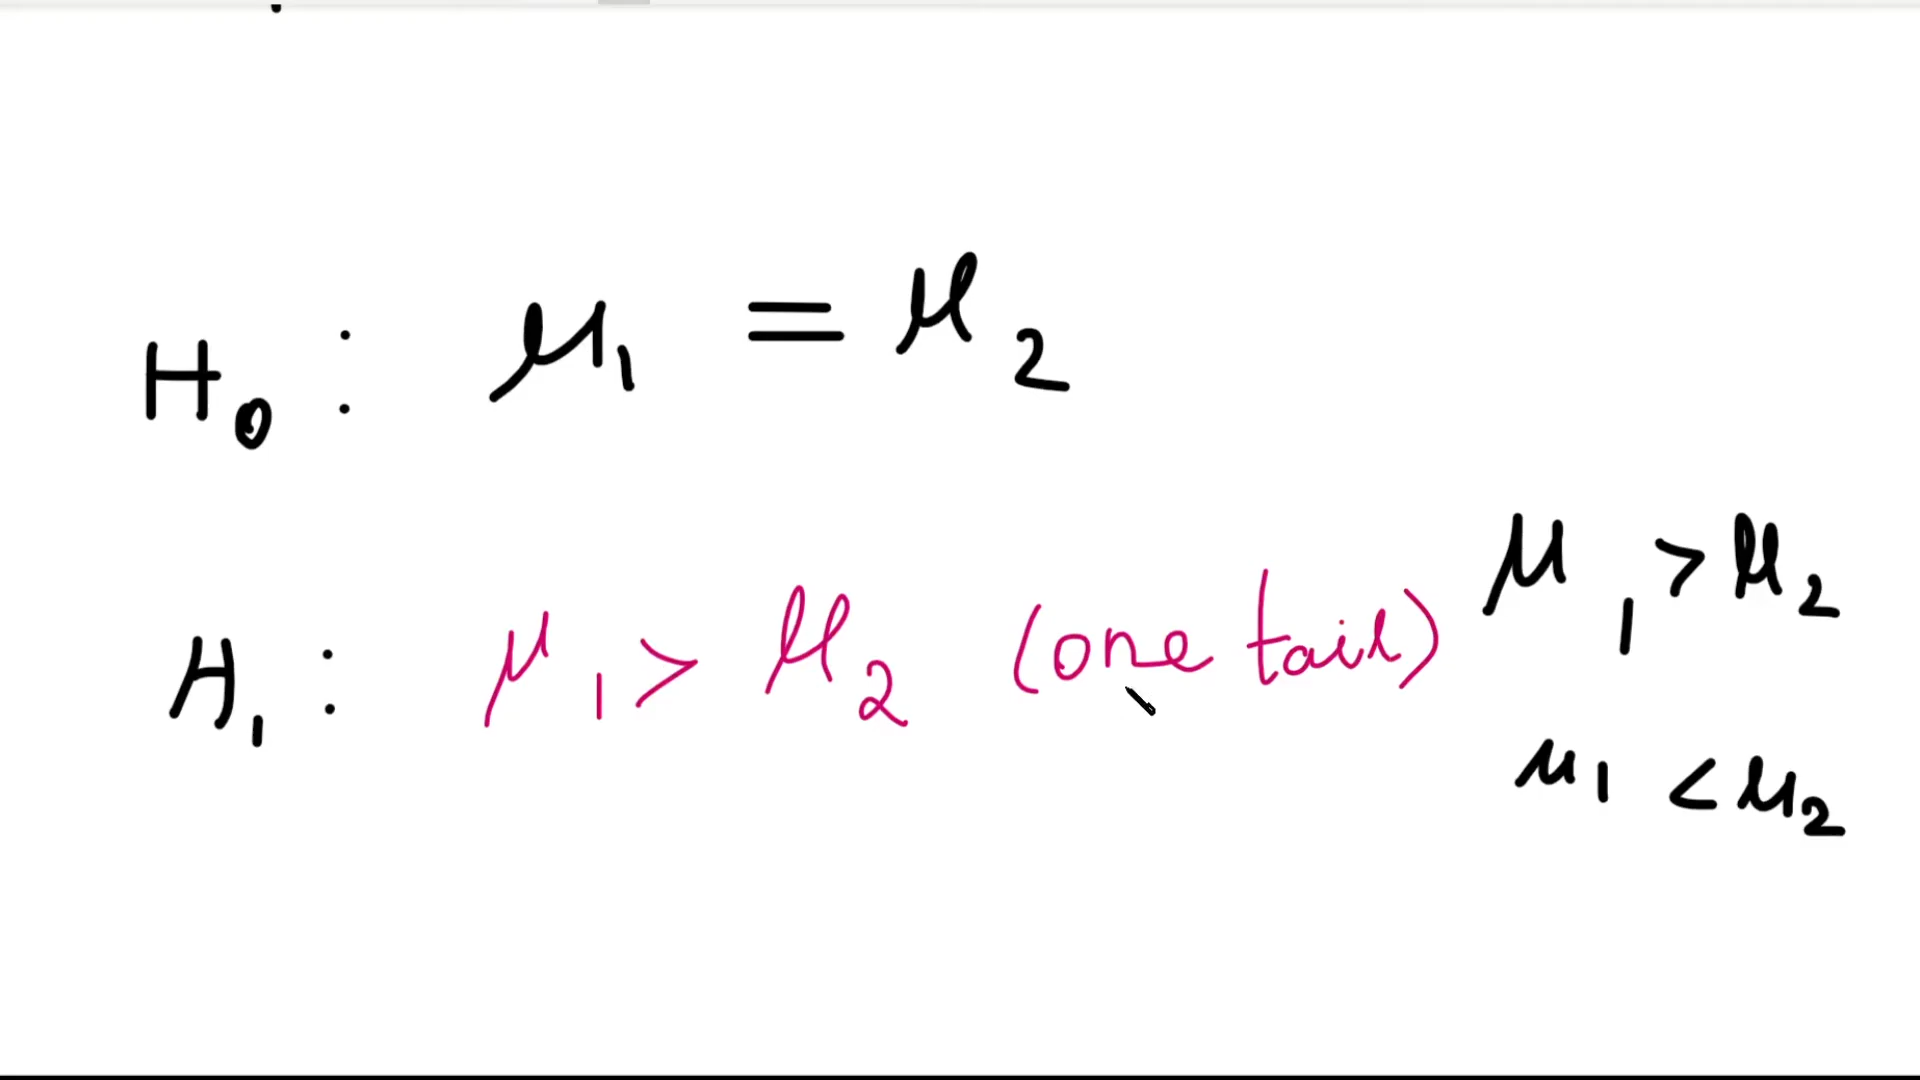 H₀ : μ₁ = μ₂
μ₁ > μ₂
H₁ : μ₁ > μ₂ (one tail)
μ₁ < μ₂